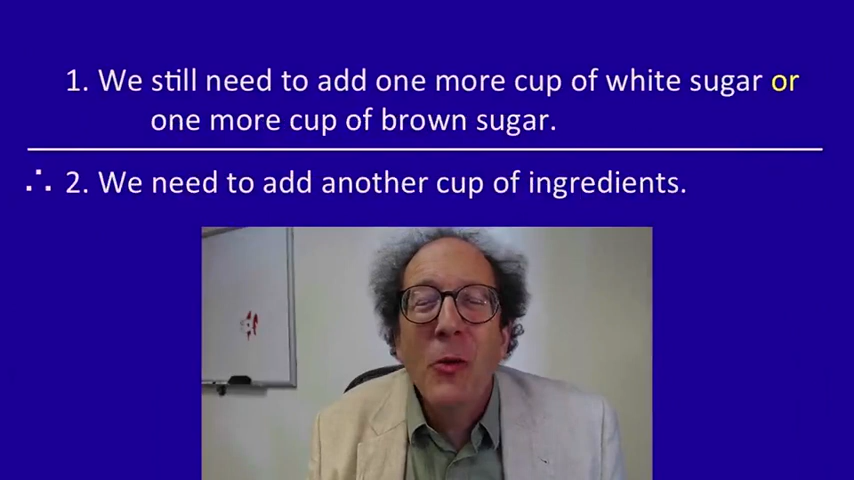 1. We still need to add one more cup of white sugar or
one more cup of brown sugar.
∴ 2. We need to add another cup of ingredients.